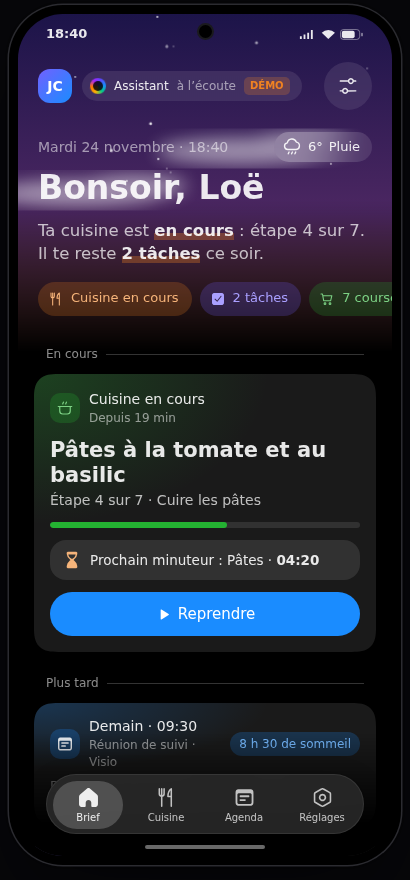 18:40
JC
Assistant à l'écoute DÉMO
Mardi 24 novembre · 18:40
6° Pluie
Bonsoir, Loë
Ta cuisine est en cours : étape 4 sur 7.
Il te reste 2 tâches ce soir.
Cuisine en cours
2 tâches
7 course
En cours
Cuisine en cours
Depuis 19 min
Pâtes à la tomate et au
basilic
Étape 4 sur 7 · Cuire les pâtes
Prochain minuteur : Pâtes · 04:20
Reprendre
Plus tard
Demain · 09:30
Réunion de suivi ·
Visio
8 h 30 de sommeil
Brief
Cuisine
Agenda
Réglages